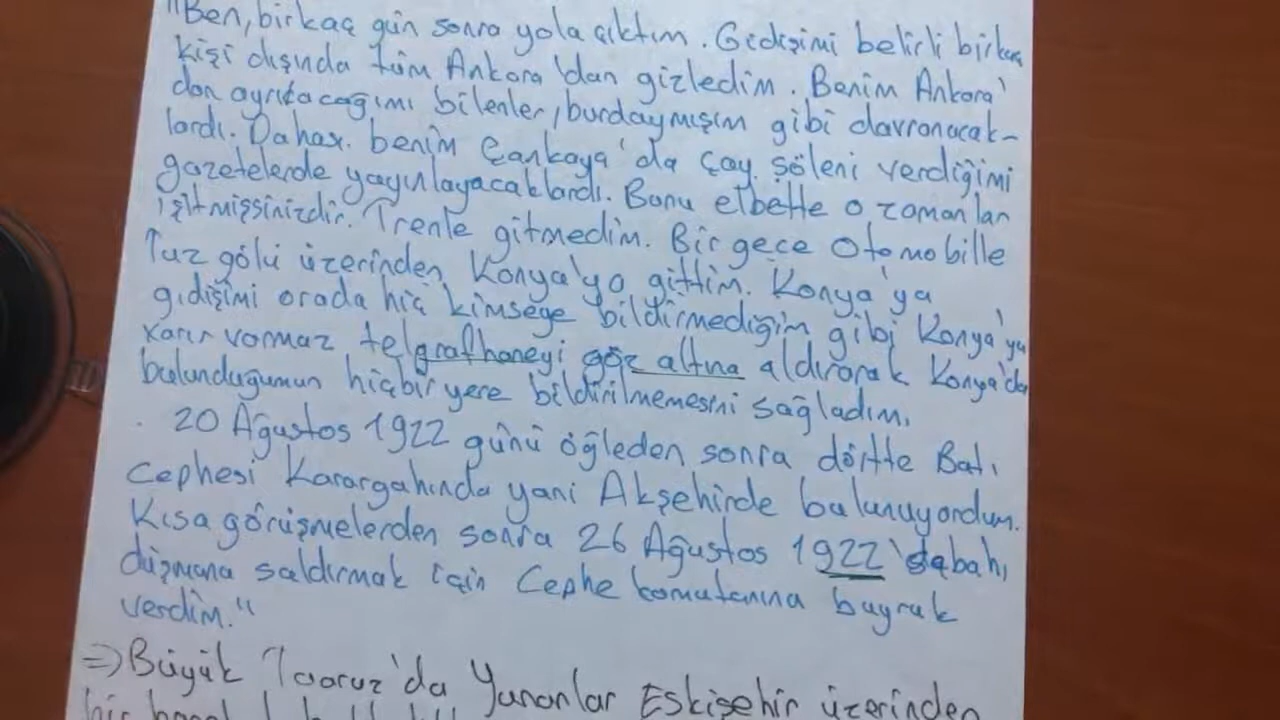 "Ben, birkaç gün sonra yola çıktım. Gidişimi belirli birkaç
kişi dışında tüm Ankara'dan gizledim. Benim Ankara'
dan ayrılacağımı bilenler, burdaymışım gibi davranacak-
lardı. Daha benim Çankaya'da çay şöleni verdiğimi
gazetelerde yayınlayacaklardı. Bunu elbette o zamanlar
işitmişsinizdir. Trenle gitmedim. Bir gece Otomobille
Tuz gölü üzerinden Konya'ya gittim. Konya'ya
gidişimi orada hiç kimseye bildirmediğim gibi Konya'ya
varır varmaz telgrafhaneyi göz altına aldırarak Konya'da
bulunduğumun hiçbir yere bildirilmemesini sağladım.
20 Ağustos 1922 günü öğleden sonra dörtte Batı
Cephesi Karargahında yani Akşehirde bulunuyordum.
Kısa görüşmelerden sonra 26 Ağustos 1922 sabahı
düşmana saldırmak için Cephe komutanına buyruk
verdim."
⇒ Büyük Taaruz'da Yunanlar Eskişehir üzerinden
bir